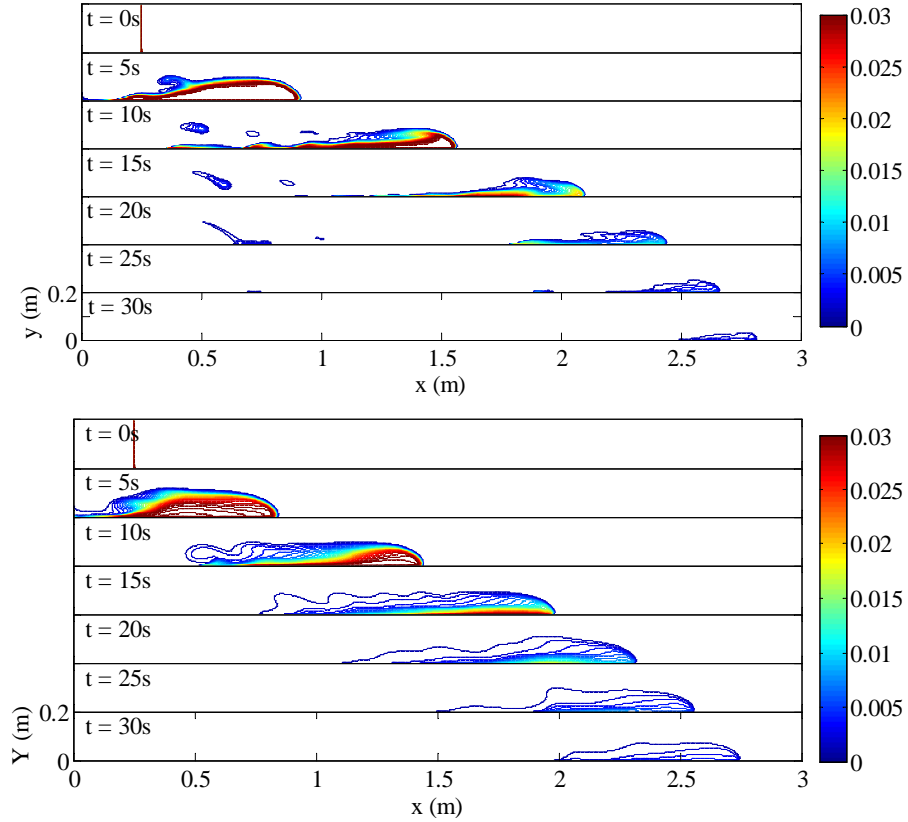 t = 0s
t = 5s
t = 10s
t = 15s
t = 20s
t = 25s
t = 30s
0.2
0
y (m)
0 0.5 1 1.5 2 2.5 3
x (m)
0.03
0.025
0.02
0.015
0.01
0.005
0
t = 0s
t = 5s
t = 10s
t = 15s
t = 20s
t = 25s
t = 30s
0.2
0
Y (m)
0 0.5 1 1.5 2 2.5 3
x (m)
0.03
0.025
0.02
0.015
0.01
0.005
0